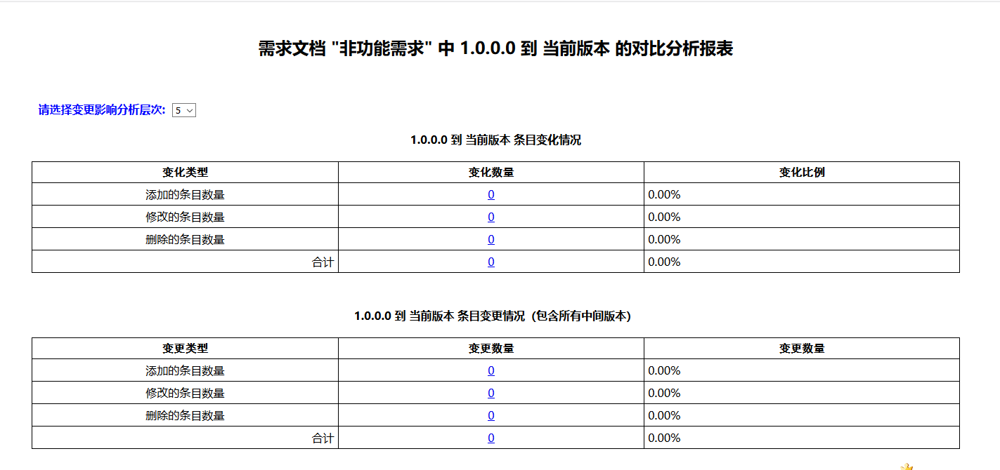 需求文档 "非功能需求" 中 1.0.0.0 到 当前版本 的对比分析报表
请选择变更影响分析层次: 5
1.0.0.0 到 当前版本 条目变化情况
变化类型 变化数量 变化比例
添加的条目数量 0 0.00%
修改的条目数量 0 0.00%
删除的条目数量 0 0.00%
合计 0 0.00%
1.0.0.0 到 当前版本 条目变更情况（包含所有中间版本）
变更类型 变更数量 变更数量
添加的条目数量 0 0.00%
修改的条目数量 0 0.00%
删除的条目数量 0 0.00%
合计 0 0.00%